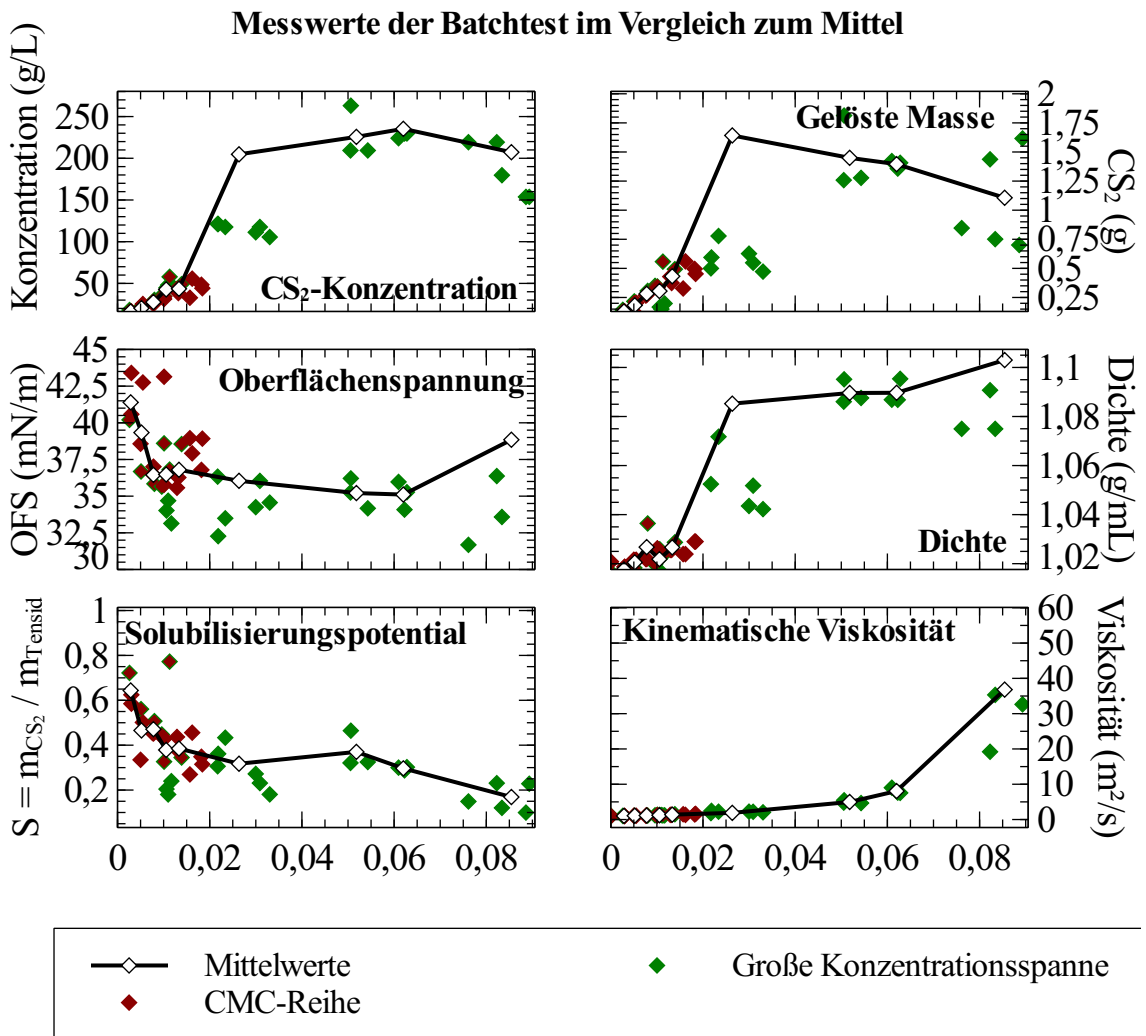 Messwerte der Batchtest im Vergleich zum Mittel
Konzentration (g/L)
250
200
150
100
50
CS₂-Konzentration
Gelöste Masse
2
1,75
1,5
1,25
1
0,75
0,5
0,25
CS₂ (g)
OFS (mN/m)
45
42,5
40
37,5
35
32,5
30
Oberflächenspannung
Dichte
1,1
1,08
1,06
1,04
1,02
Dichte (g/mL)
S = m_CS₂ / m_Tensid
1
0,8
0,6
0,4
0,2
Solubilisierungspotential
0 0,02 0,04 0,06 0,08
Kinematische Viskosität
60
50
40
30
20
10
0
Viskosität (m²/s)
0 0,02 0,04 0,06 0,08
Mittelwerte
CMC-Reihe
Große Konzentrationsspanne